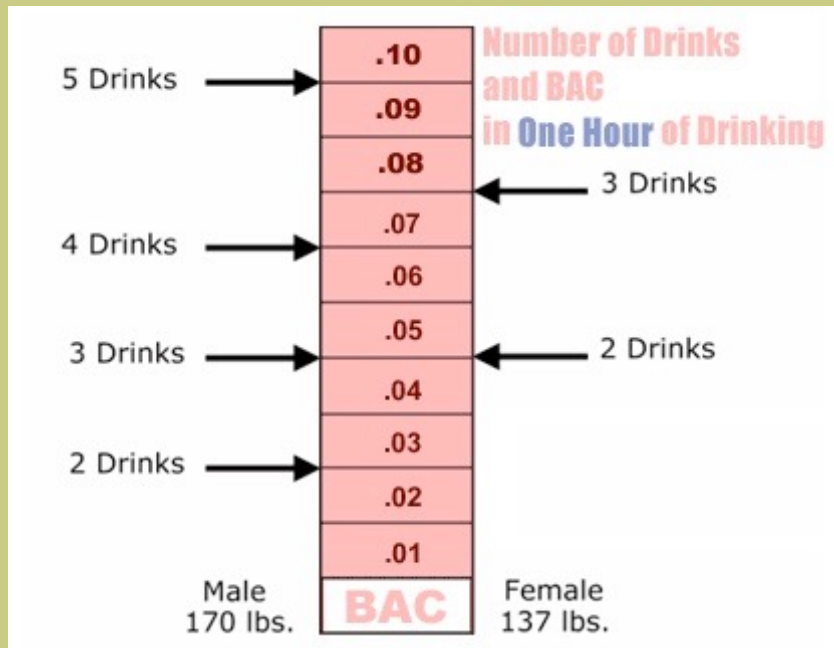 Number of Drinks
and BAC
in One Hour of Drinking
5 Drinks
4 Drinks
3 Drinks
2 Drinks
.10
.09
.08
.07
.06
.05
.04
.03
.02
.01
BAC
3 Drinks
2 Drinks
Male
170 lbs.
Female
137 lbs.